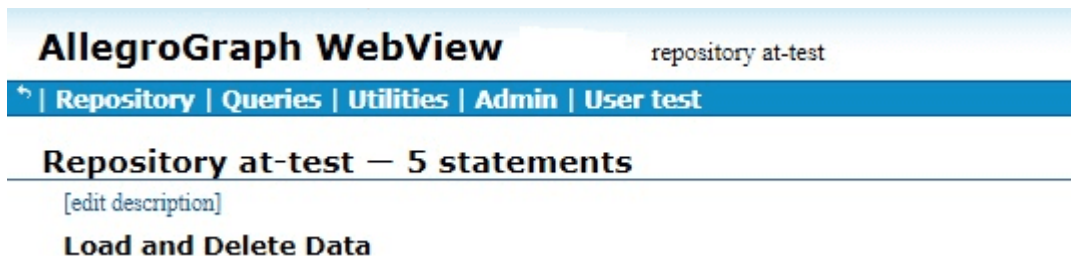 AllegroGraph WebView repository at-test
| Repository | Queries | Utilities | Admin | User test
Repository at-test — 5 statements
[edit description]
Load and Delete Data